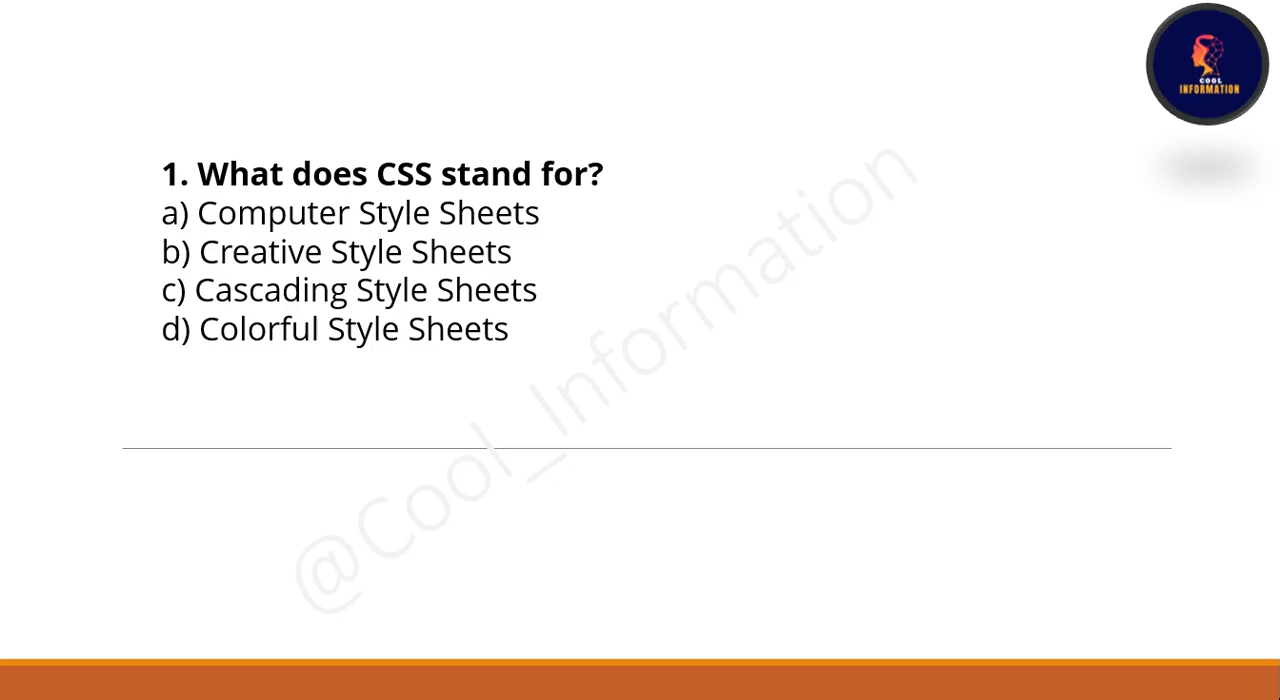 COOL
INFORMATION
1. What does CSS stand for?
a) Computer Style Sheets
b) Creative Style Sheets
c) Cascading Style Sheets
d) Colorful Style Sheets
@Cool_Information